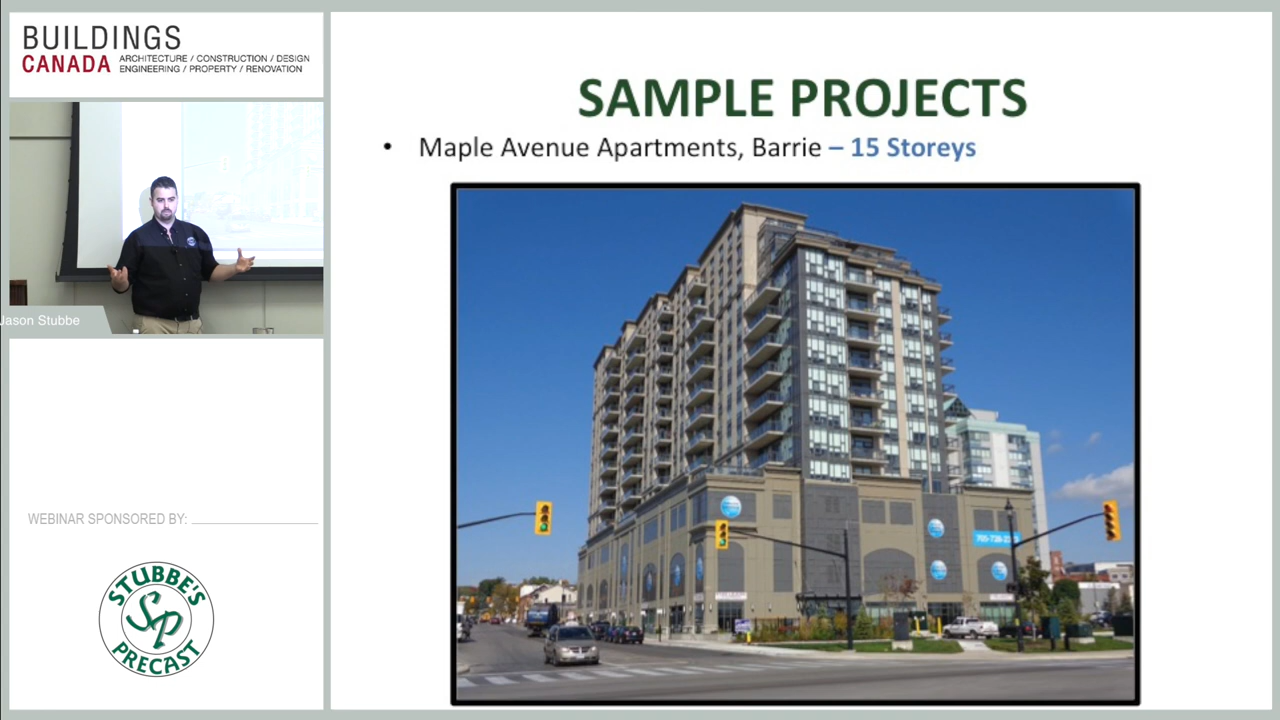 BUILDINGS
CANADA
ARCHITECTURE / CONSTRUCTION / DESIGN
ENGINEERING / PROPERTY / RENOVATION
Jason Stubbe
WEBINAR SPONSORED BY:
STUBBE'S
SP
PRECAST
SAMPLE PROJECTS
• Maple Avenue Apartments, Barrie – 15 Storeys